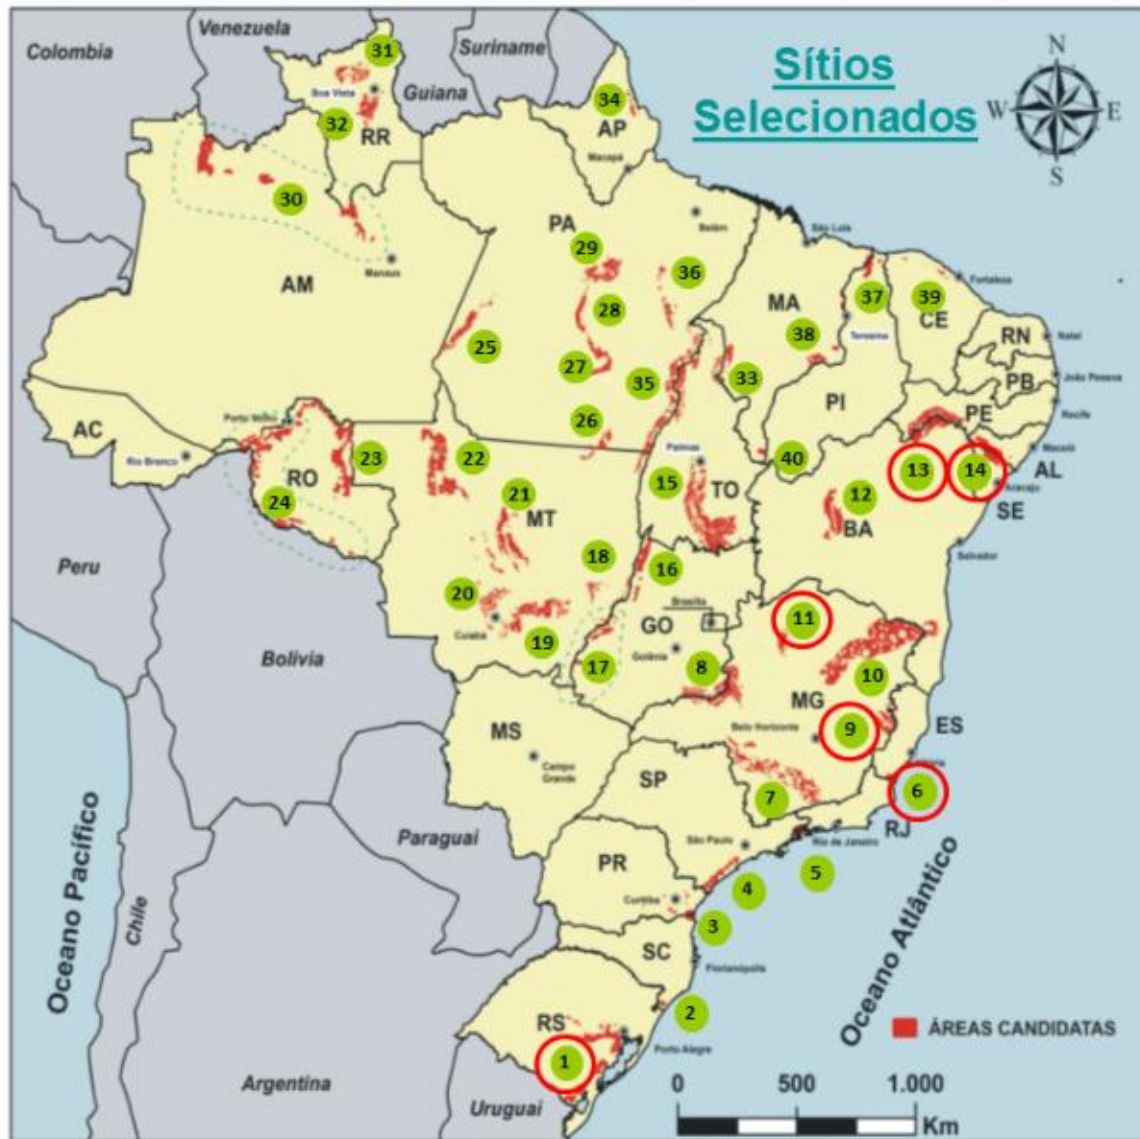 Sítios
Selecionados
N
W
E
S
Colombia
Venezuela
Suriname
Guiana
31
Boa Vista
32
RR
34
AP
Macapá
30
AM
Manaus
PA
29
28
Belém
36
25
27
35
26
São Luís
MA
38
33
37
Teresina
39
CE
Fortaleza
RN
Natal
PB
João Pessoa
PE
Recife
PI
Maceió
AL
AC
Rio Branco
Porto Velho
RO
23
24
22
21
MT
18
20
Cuiabá
19
Palmas
15
TO
40
13
14
Aracaju
SE
12
BA
Salvador
16
Brasília
GO
Goiânia
17
8
11
10
MG
Belo Horizonte
9
ES
6
RJ
Peru
Bolívia
MS
Campo
Grande
SP
7
São Paulo
Rio de Janeiro
5
4
Paraguai
PR
Curitiba
3
SC
Florianópolis
2
RS
Porto Alegre
1
Oceano Pacífico
Chile
Argentina
Uruguai
Oceano Atlântico
ÁREAS CANDIDATAS
0 500 1.000
Km